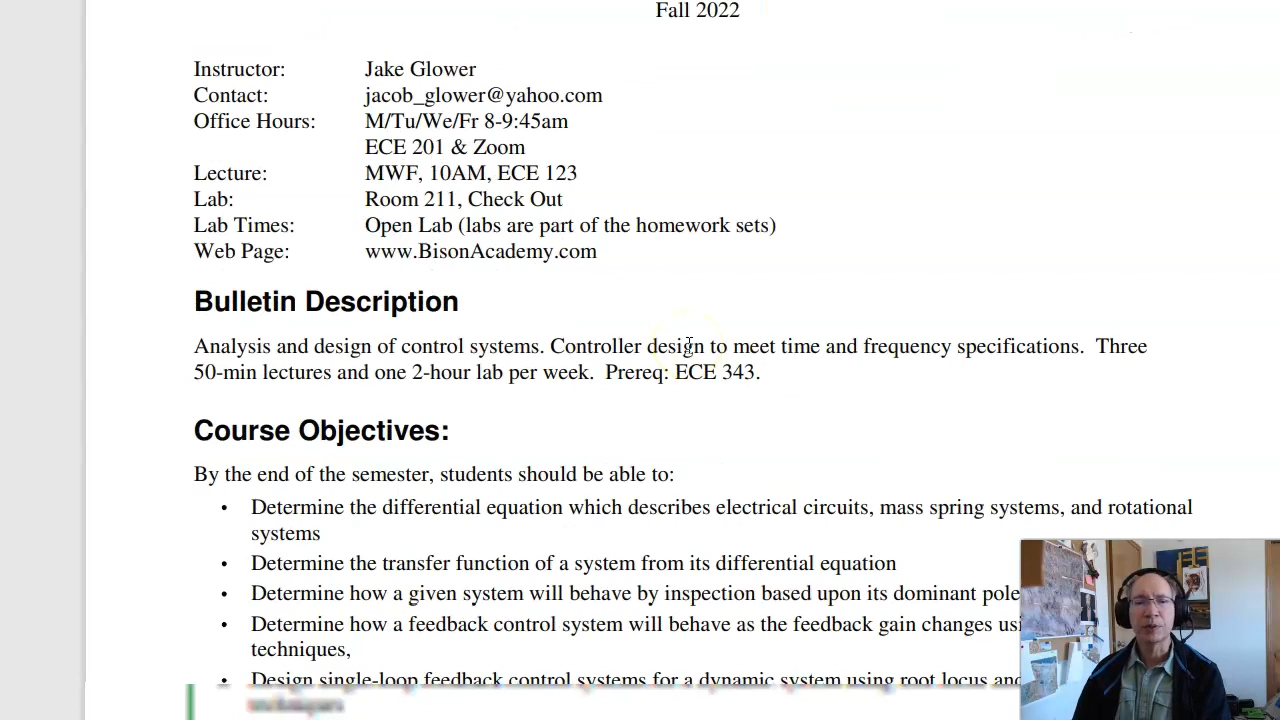 Fall 2022
Instructor: Jake Glower
Contact: jacob_glower@yahoo.com
Office Hours: M/Tu/We/Fr 8-9:45am
ECE 201 & Zoom
Lecture: MWF, 10AM, ECE 123
Lab: Room 211, Check Out
Lab Times: Open Lab (labs are part of the homework sets)
Web Page: www.BisonAcademy.com
Bulletin Description
Analysis and design of control systems. Controller design to meet time and frequency specifications. Three
50-min lectures and one 2-hour lab per week. Prereq: ECE 343.
Course Objectives:
By the end of the semester, students should be able to:
• Determine the differential equation which describes electrical circuits, mass spring systems, and rotational
systems
• Determine the transfer function of a system from its differential equation
• Determine how a given system will behave by inspection based upon its dominant pole
• Determine how a feedback control system will behave as the feedback gain changes usi
techniques,
• Design single-loop feedback control systems for a dynamic system using root locus and